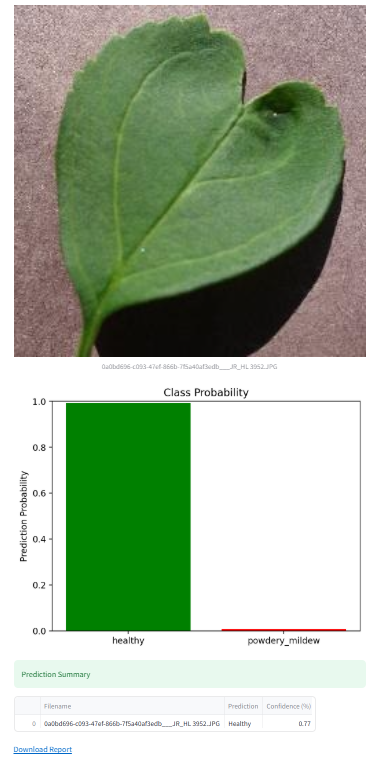 0a0bd696-c093-47ef-866b-7f5a40af3edb___JR_HL 3952.JPG
Class Probability
Prediction Probability
1.0
0.8
0.6
0.4
0.2
0.0
healthy powdery_mildew
Prediction Summary
Filename Prediction Confidence (%)
0 0a0bd696-c093-47ef-866b-7f5a40af3edb___JR_HL 3952.JPG Healthy 0.77
Download Report